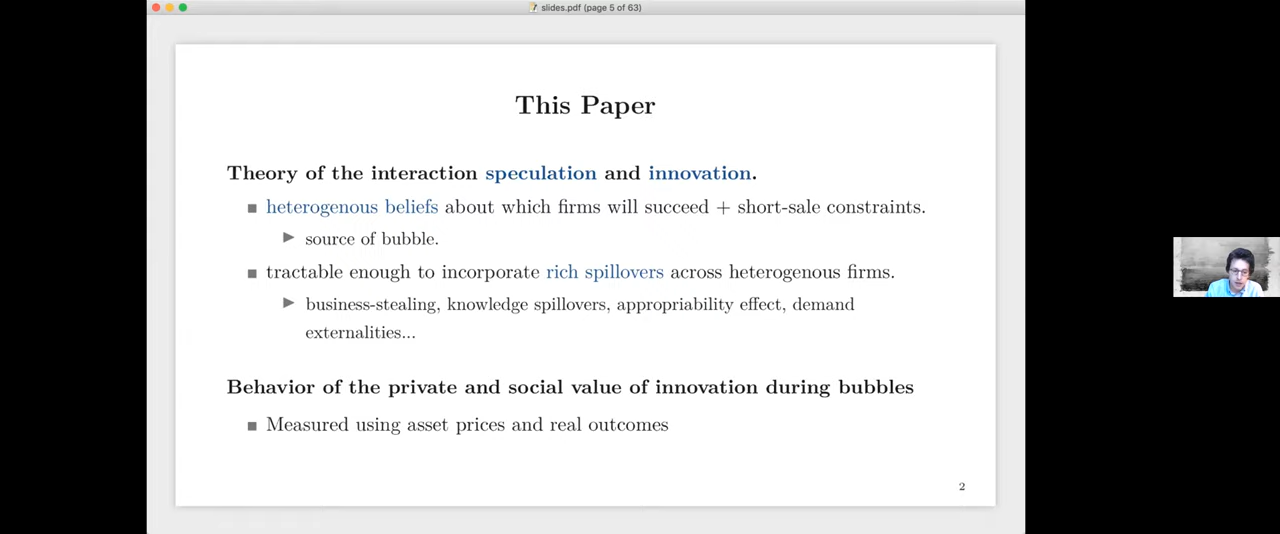 slides.pdf (page 5 of 63)
This Paper
Theory of the interaction speculation and innovation.
heterogenous beliefs about which firms will succeed + short-sale constraints.
source of bubble.
tractable enough to incorporate rich spillovers across heterogenous firms.
business-stealing, knowledge spillovers, appropriability effect, demand
externalities...
Behavior of the private and social value of innovation during bubbles
Measured using asset prices and real outcomes
2